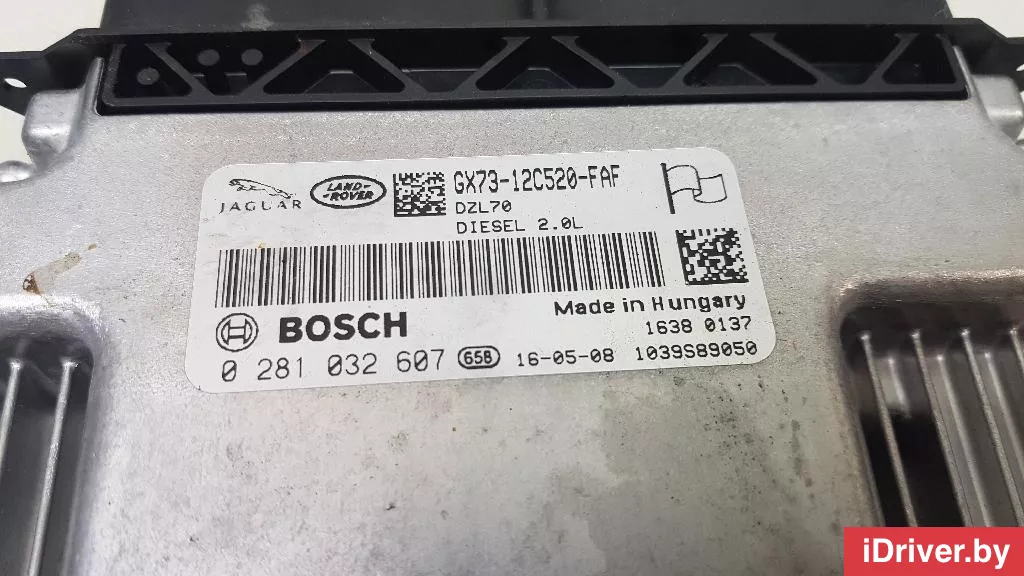 JAGUAR
LAND-
-ROVER
GX73-12C520-FAF
DZL70
DIESEL 2.0L
Made in Hungary
BOSCH
1638 0137
0 281 032 607 65B 16-05-08 1039S89050
iDriver.by